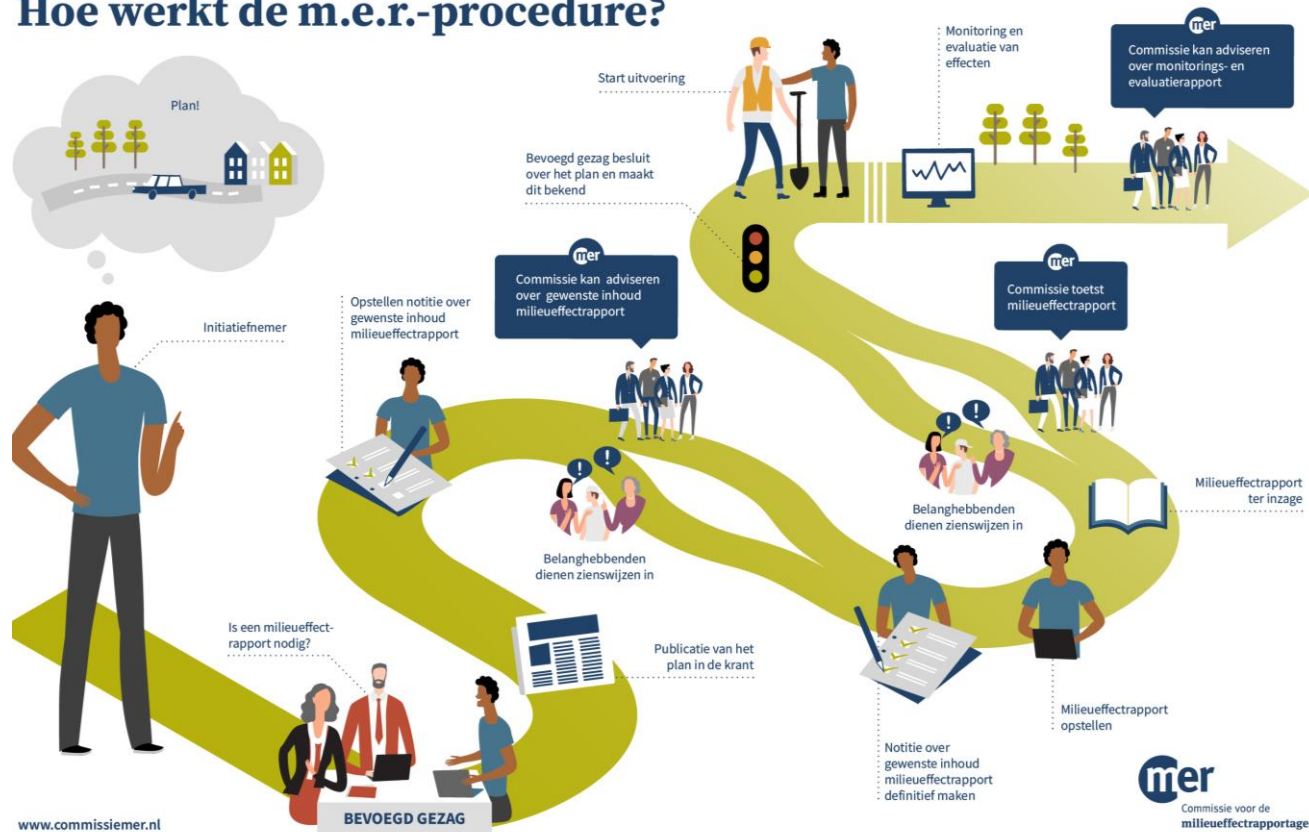 Hoe werkt de m.e.r.-procedure?
Plan!
Initiatiefnemer
Is een milieueffect-
rapport nodig?
BEVOEGD GEZAG
Publicatie van het
plan in de krant
Opstellen notitie over
gewenste inhoud
milieueffectrapport
mer
Commissie kan adviseren
over gewenste inhoud
milieueffectrapport
Belanghebbenden
dienen zienswijzen in
Notitie over
gewenste inhoud
milieueffectrapport
definitief maken
Milieueffectrapport
opstellen
Milieueffectrapport
ter inzage
mer
Commissie toetst
milieueffectrapport
Belanghebbenden
dienen zienswijzen in
Bevoegd gezag besluit
over het plan en maakt
dit bekend
Start uitvoering
Monitoring en
evaluatie van
effecten
mer
Commissie kan adviseren
over monitorings- en
evaluatierapport
www.commissiemer.nl
mer
Commissie voor de
milieueffectrapportage